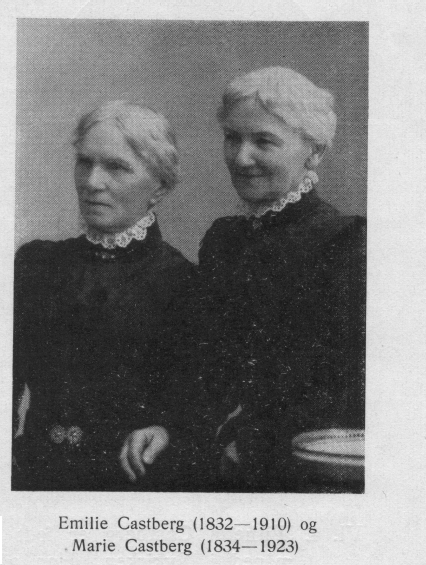 Emilie Castberg (1832—1910) og
Marie Castberg (1834—1923)